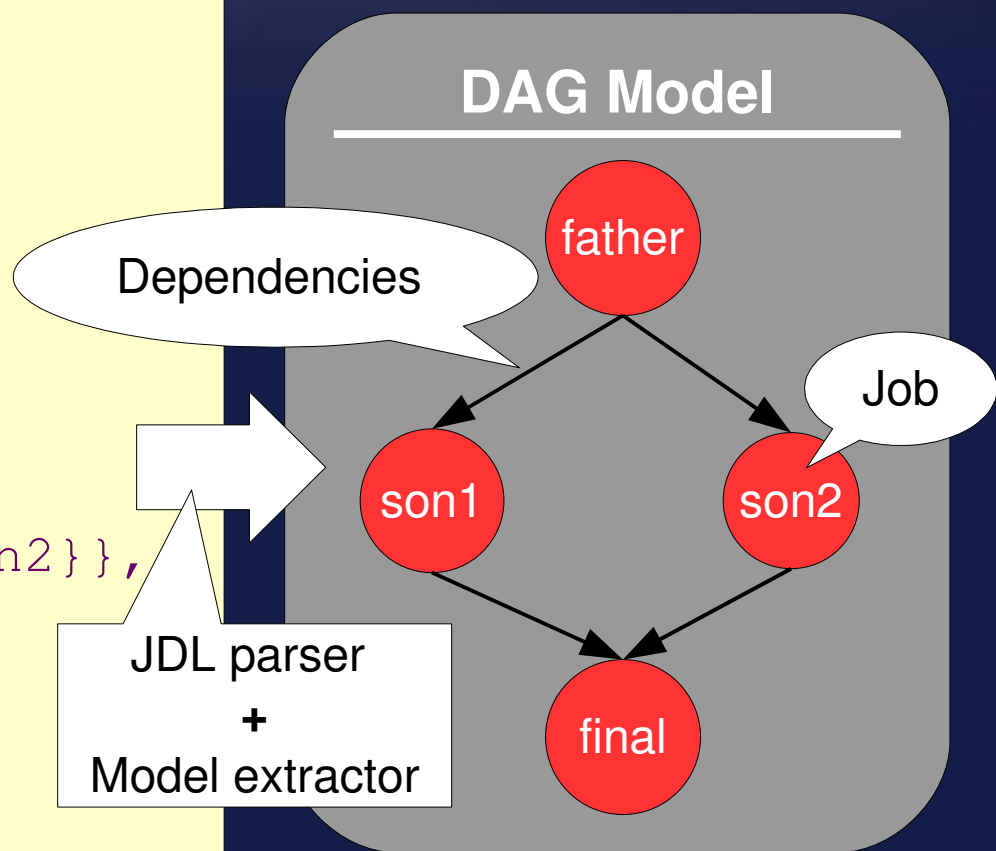 DAG Model
father
Dependencies
Job
son1
son2
n2}},
JDL parser
+
Model extractor
final